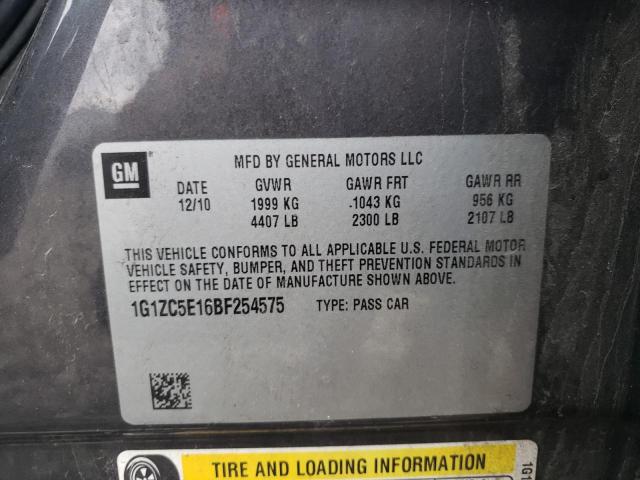 GM
MFD BY GENERAL MOTORS LLC
DATE GVWR GAWR FRT GAWR RR
12/10 1999 KG 1043 KG 956 KG
4407 LB 2300 LB 2107 LB
THIS VEHICLE CONFORMS TO ALL APPLICABLE U.S. FEDERAL MOTOR
VEHICLE SAFETY, BUMPER, AND THEFT PREVENTION STANDARDS IN
EFFECT ON THE DATE OF MANUFACTURE SHOWN ABOVE.
1G1ZC5E16BF254575 TYPE: PASS CAR
TIRE AND LOADING INFORMATION